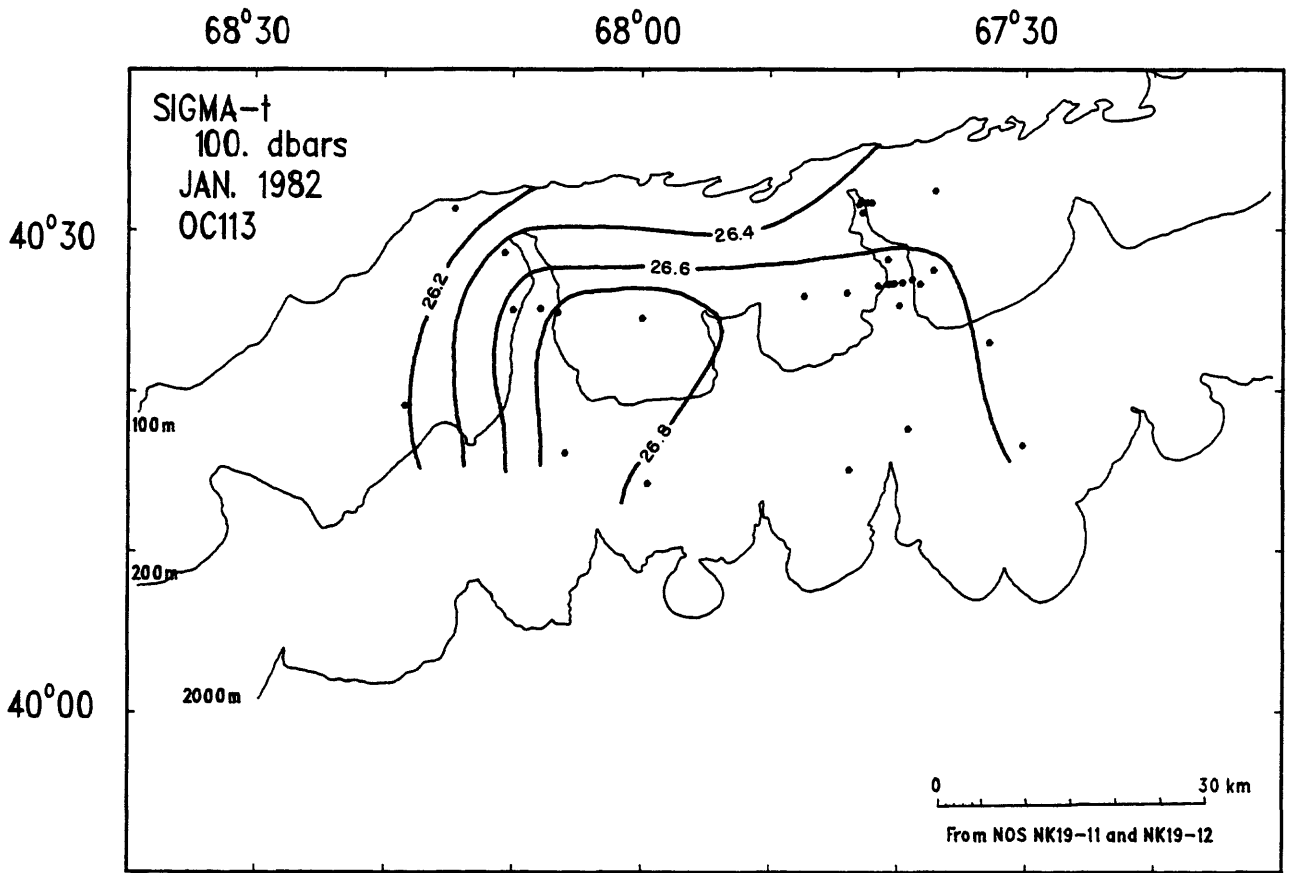 68°30 68°00 67°30
SIGMA-t
100. dbars
JAN. 1982
OC113
40°30
26.4
26.6
26.2
100m
26.8
200m
2000m
40°00
0 30 km
From NOS NK19-11 and NK19-12